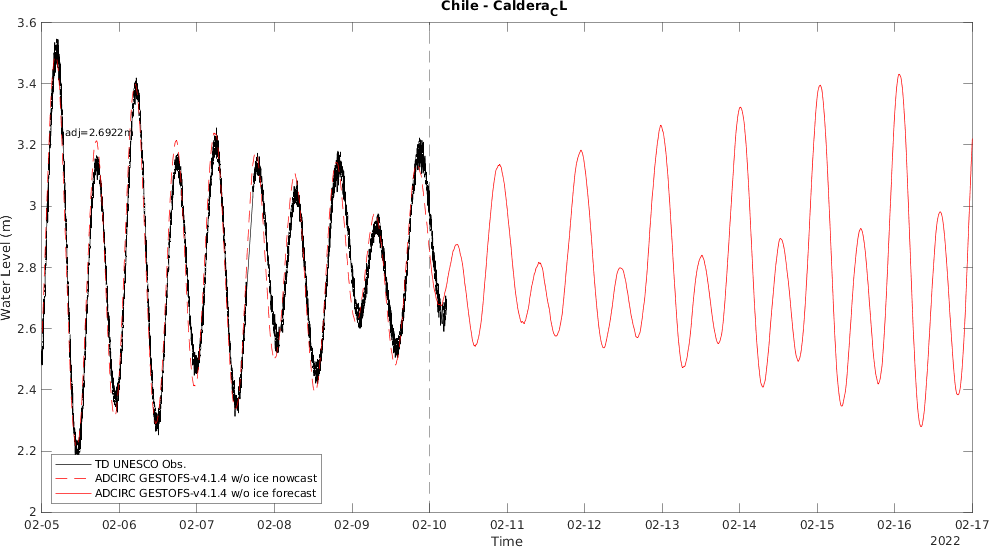 Chile - CalderaCL
3.6
3.4
3.2
3
2.8
2.6
2.4
2.2
2
Water Level (m)
adj=2.6922m
TD UNESCO Obs.
ADCIRC GESTOFS-v4.1.4 w/o ice nowcast
ADCIRC GESTOFS-v4.1.4 w/o ice forecast
02-05 02-06 02-07 02-08 02-09 02-10 02-11 02-12 02-13 02-14 02-15 02-16 02-17
Time
2022